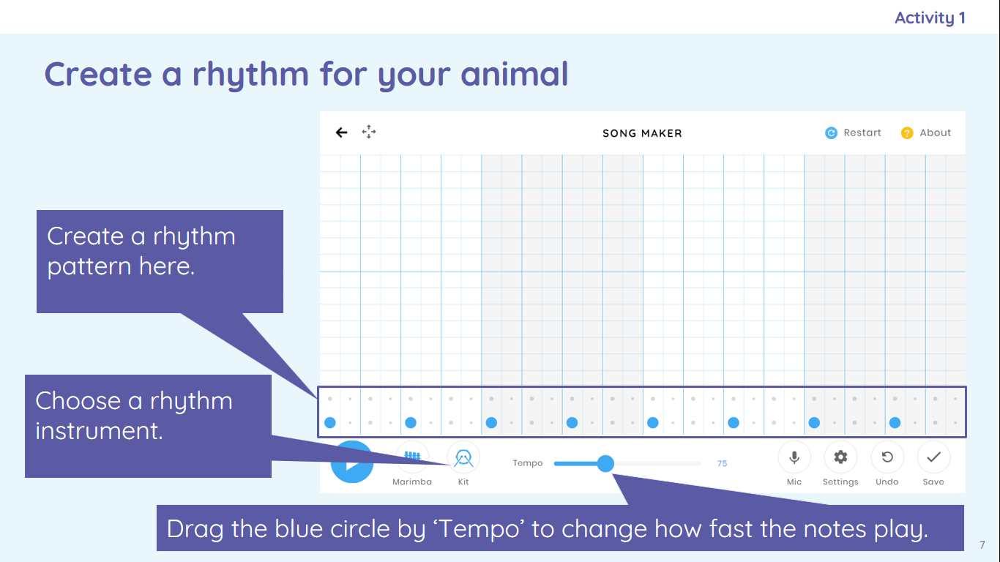 Activity 1
Create a rhythm for your animal
SONG MAKER
Restart
About
Create a rhythm
pattern here.
Choose a rhythm
instrument.
Marimba
Kit
Tempo
75
Mic
Settings
Undo
Save
Drag the blue circle by ‘Tempo’ to change how fast the notes play.
7